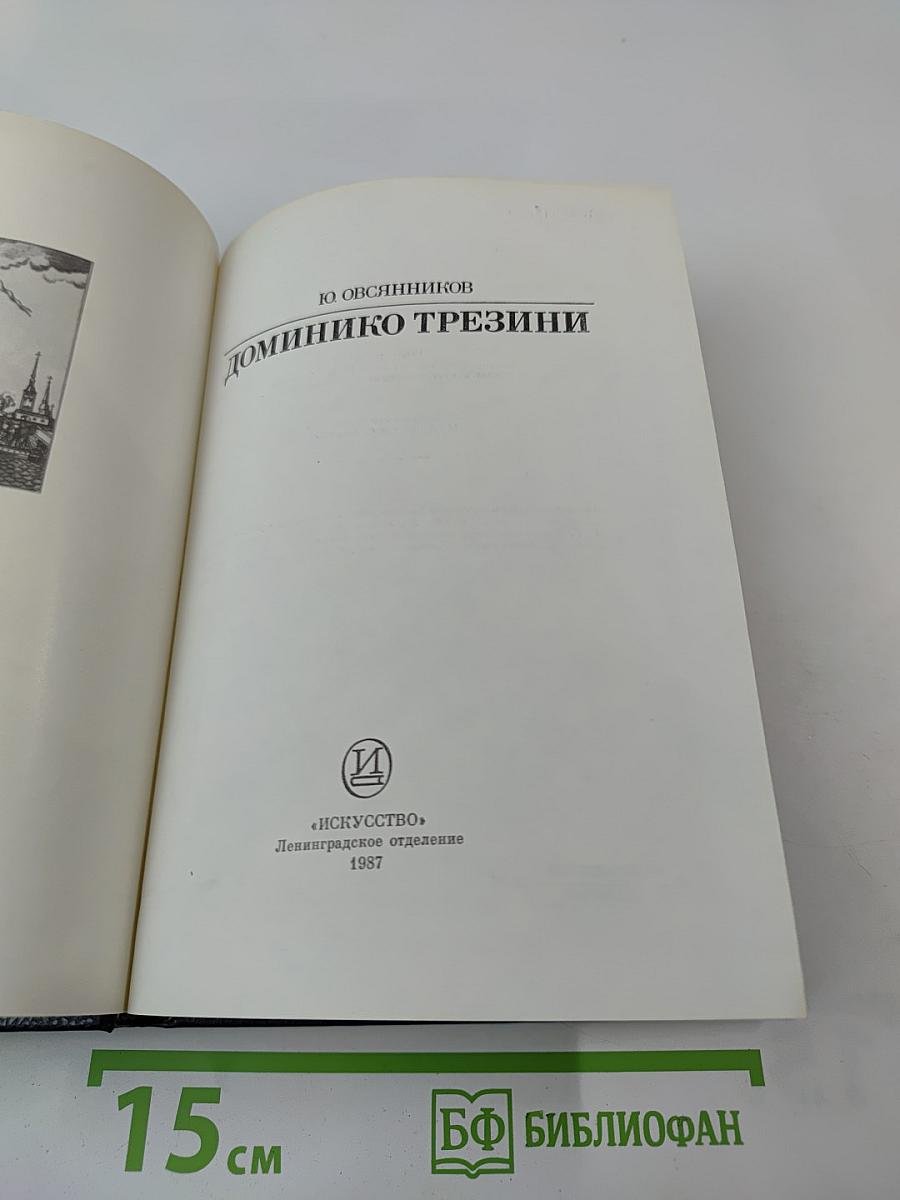 Ю. ОВСЯННИКОВ
ДОМИНИКО ТРЕЗИНИ
И
«ИСКУССТВО»
Ленинградское отделение
1987
15 см
БФ БИБЛИОФАН